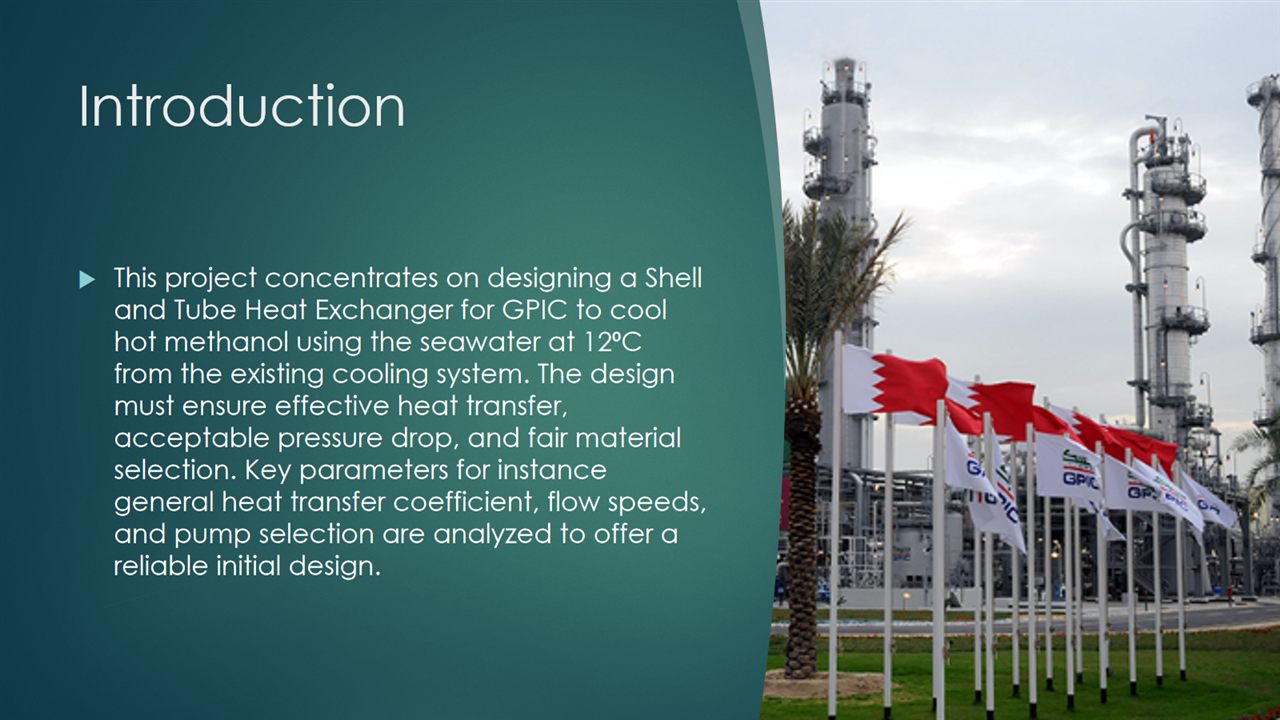 Introduction
This project concentrates on designing a Shell
and Tube Heat Exchanger for GPIC to cool
hot methanol using the seawater at 12⁰C
from the existing cooling system. The design
must ensure effective heat transfer,
acceptable pressure drop, and fair material
selection. Key parameters for instance
general heat transfer coefficient, flow speeds,
and pump selection are analyzed to offer a
reliable initial design.
GPIC
GPIC
GPIC